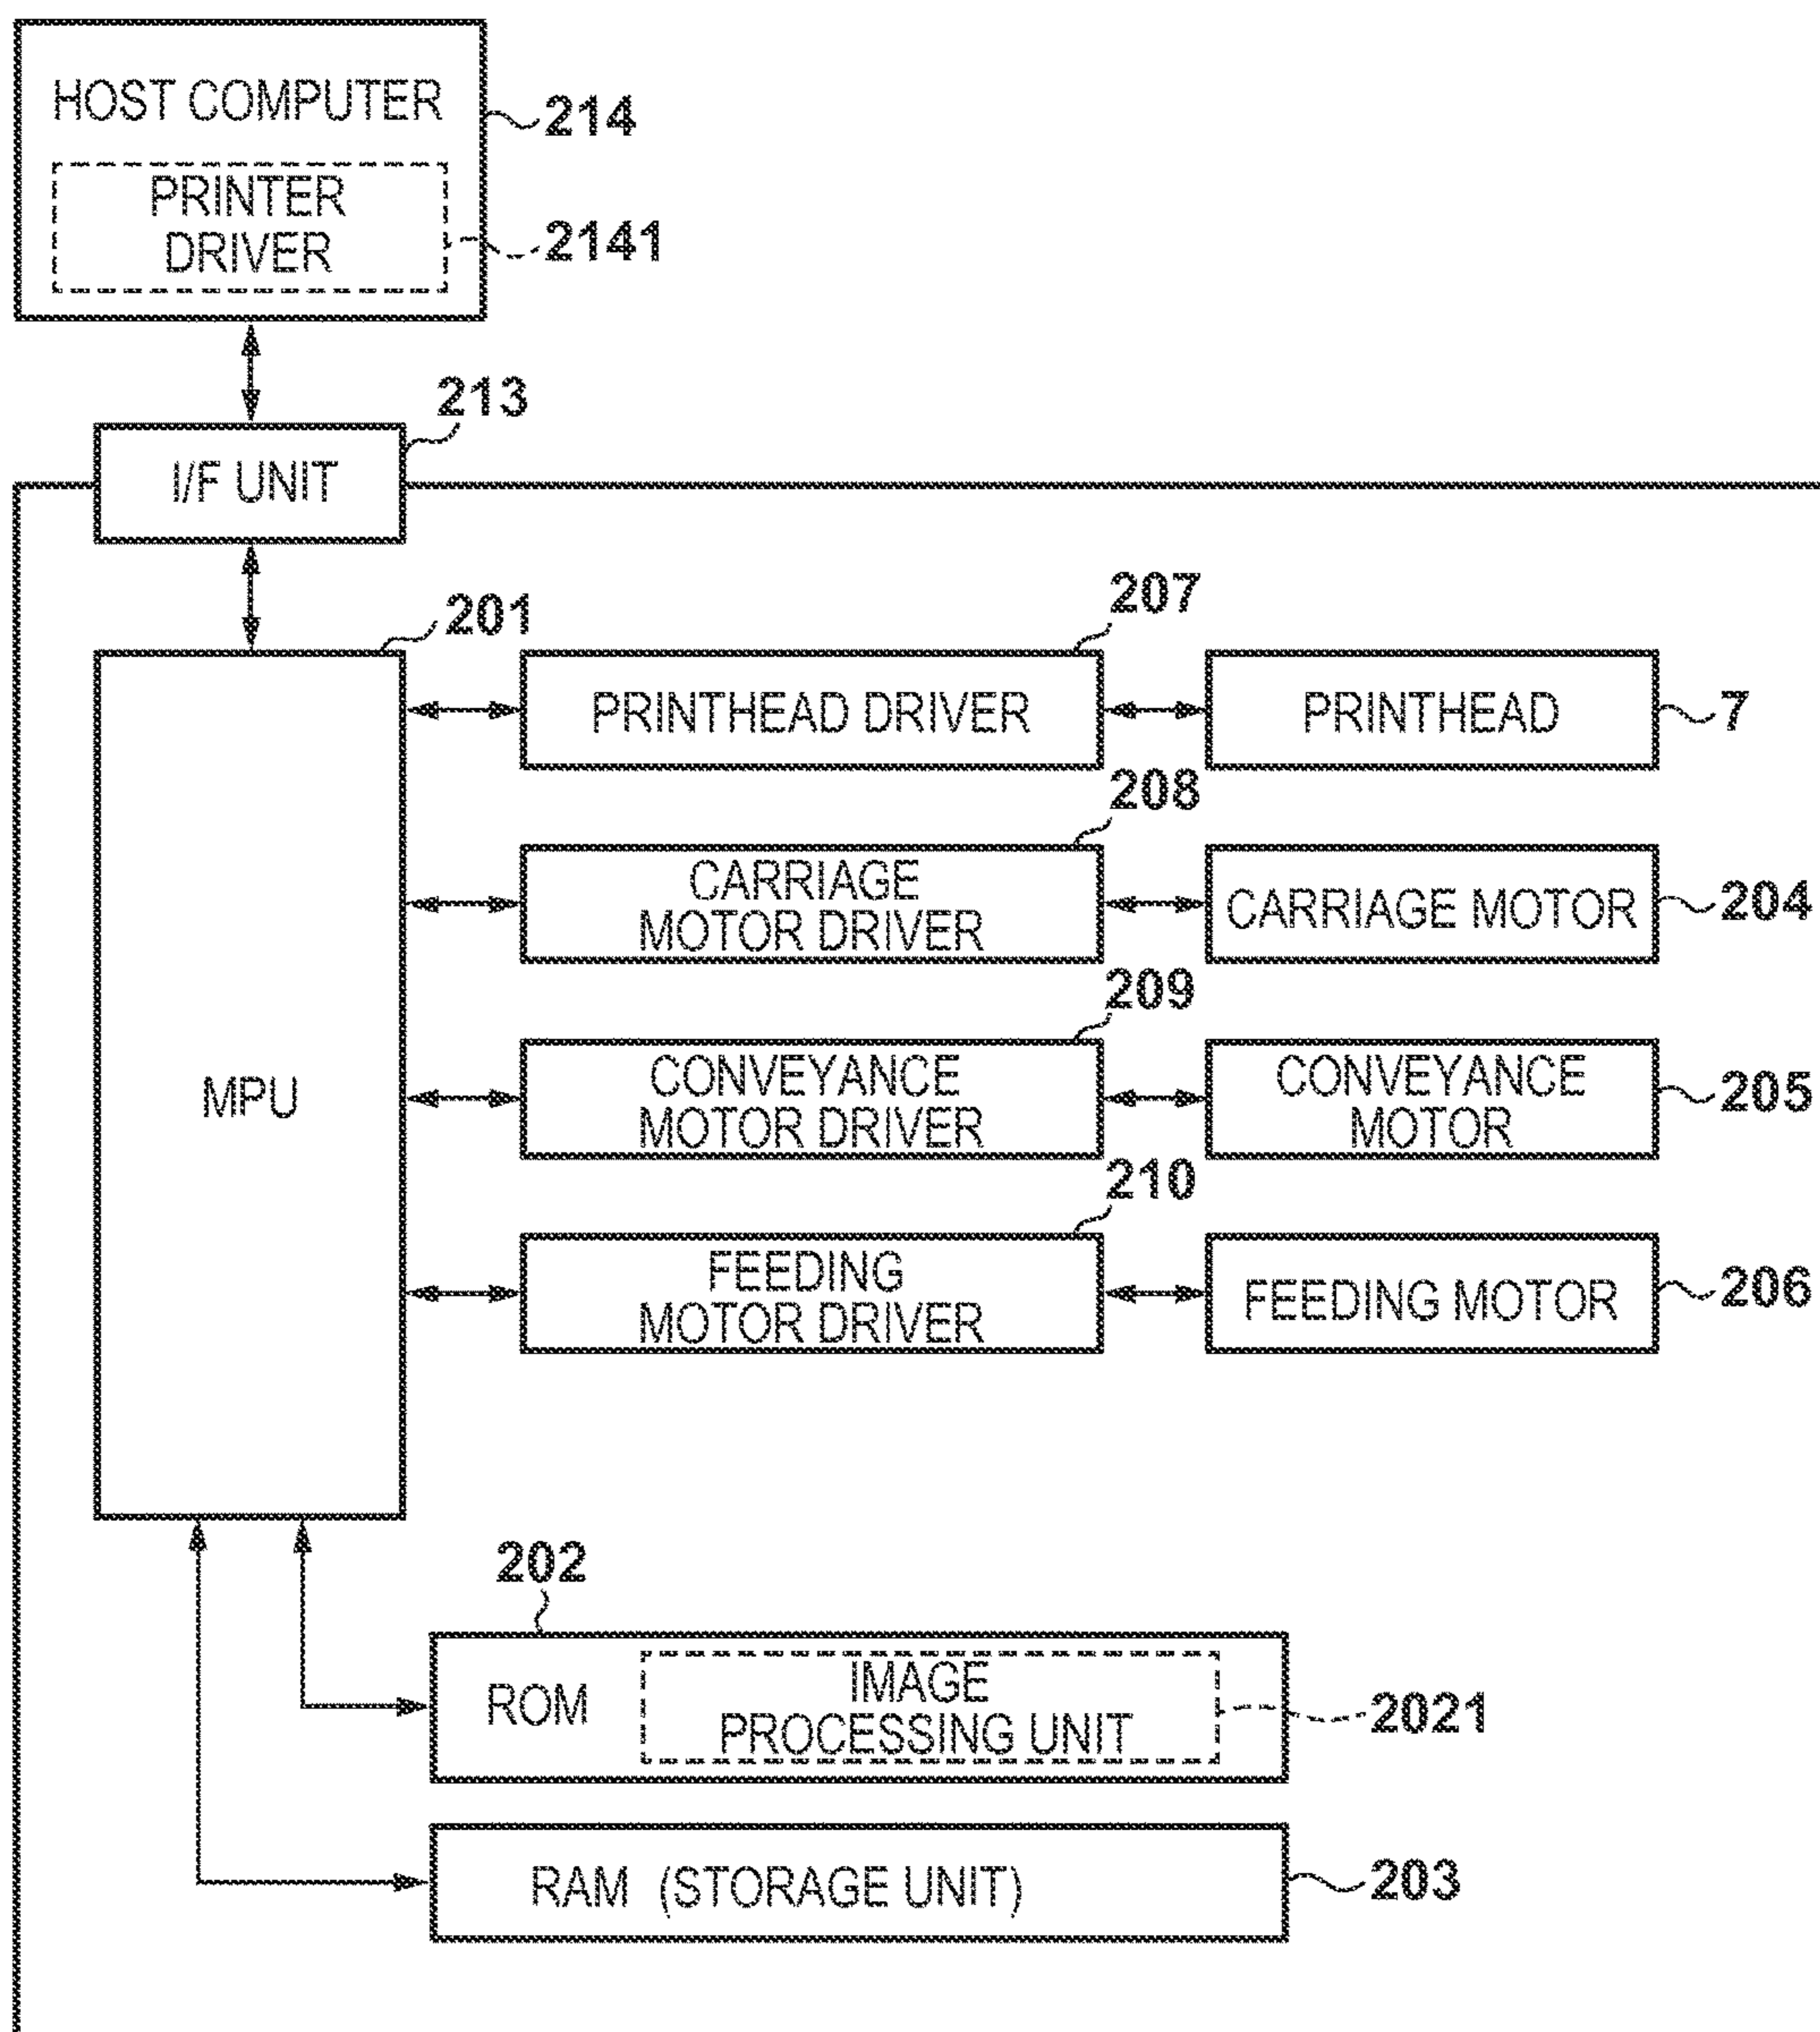 HOST COMPUTER
214
PRINTER
DRIVER
2141
213
I/F UNIT
201
207
PRINTHEAD DRIVER
PRINTHEAD
7
208
CARRIAGE
MOTOR DRIVER
CARRIAGE MOTOR
204
209
MPU
CONVEYANCE
MOTOR DRIVER
CONVEYANCE
MOTOR
205
210
FEEDING
MOTOR DRIVER
FEEDING MOTOR
206
202
ROM
IMAGE
PROCESSING UNIT
2021
RAM (STORAGE UNIT)
203